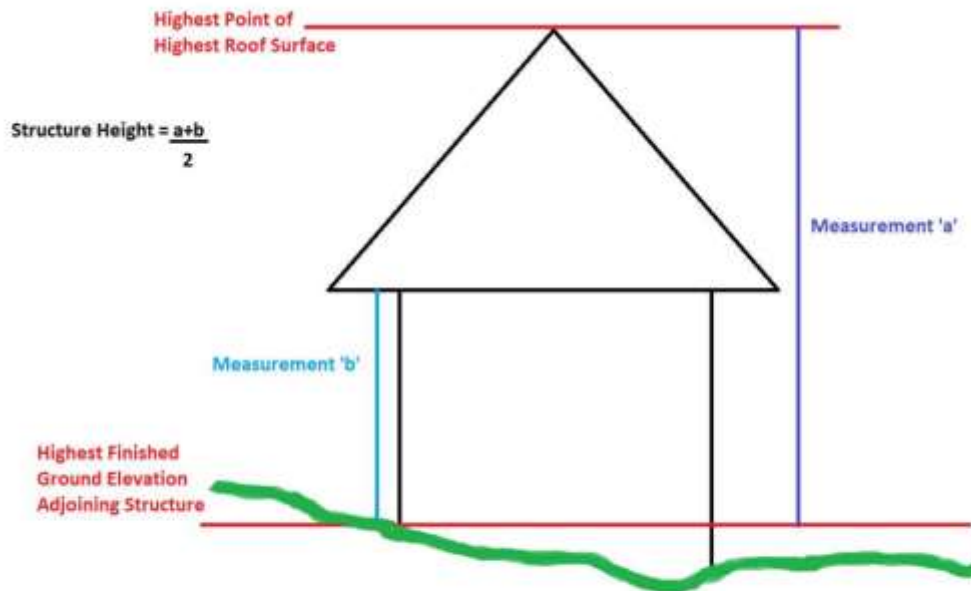 Highest Point of
Highest Roof Surface
Structure Height = a+b
2
Measurement 'a'
Measurement 'b'
Highest Finished
Ground Elevation
Adjoining Structure